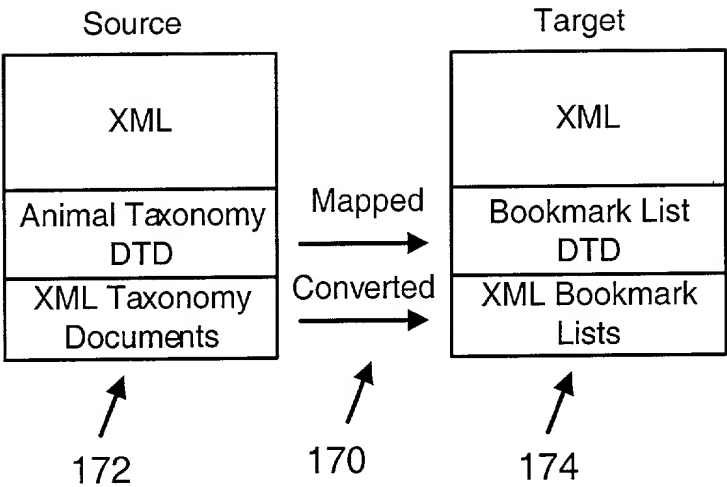 Source
Target
XML
XML
Mapped
Animal Taxonomy
DTD
Bookmark List
DTD
Converted
XML Taxonomy
Documents
XML Bookmark
Lists
172
170
174